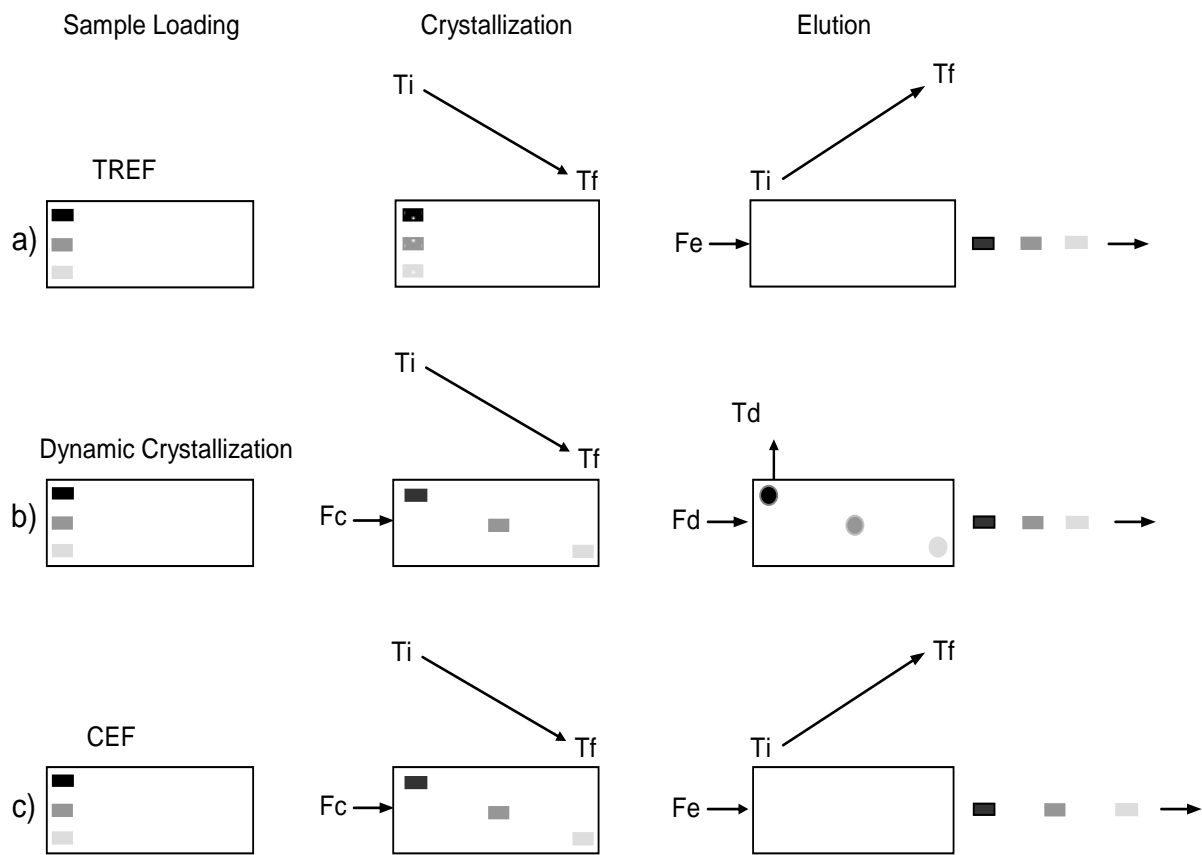 Sample Loading Crystallization Elution
Ti Tf
TREF Tf Ti
a) Fe
Ti
Td
Dynamic Crystallization Tf
b) Fc Fd
Ti Tf
CEF Tf Ti
c) Fc Fe